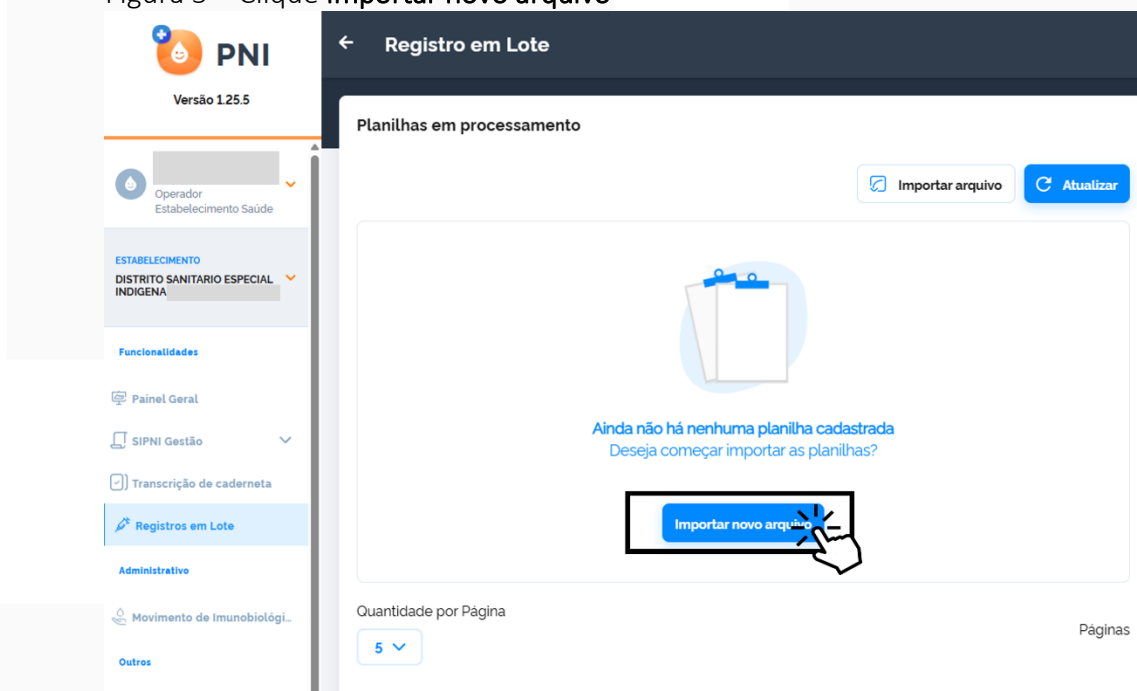 Figura 5 – Clique Importar novo arquivo
PNI
Versão 1.25.5
Operador
Estabelecimento Saúde
ESTABELECIMENTO
DISTRITO SANITARIO ESPECIAL
INDIGENA
Funcionalidades
Painel Geral
SIPNI Gestão
Transcrição de caderneta
Registros em Lote
Administrativo
Movimento de Imunobiológi...
Outros
Registro em Lote
Planilhas em processamento
Importar arquivo
Atualizar
Ainda não há nenhuma planilha cadastrada
Deseja começar importar as planilhas?
Importar novo arquivo
Quantidade por Página
5
Páginas